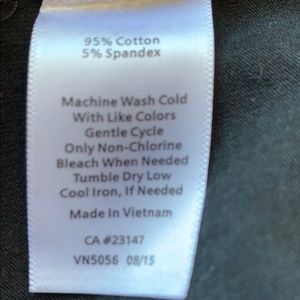 95% Cotton
5% Spandex
Machine Wash Cold
With Like Colors
Gentle Cycle
Only Non-Chlorine
Bleach When Needed
Tumble Dry Low
Cool Iron, If Needed
Made In Vietnam
CA #23147
VN5056 08/15